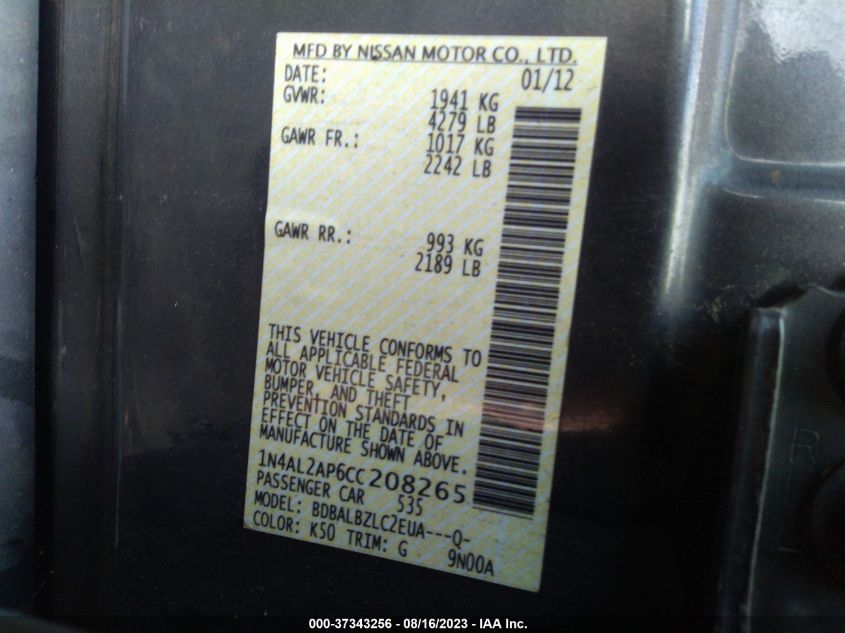 MFD BY NISSAN MOTOR CO., LTD.
DATE: 01/12
GVWR: 1941 KG
4279 LB
GAWR FR.: 1017 KG
2242 LB
GAWR RR.: 993 KG
2189 LB
THIS VEHICLE CONFORMS TO
ALL APPLICABLE FEDERAL
MOTOR VEHICLE SAFETY,
BUMPER, AND THEFT
PREVENTION STANDARDS IN
EFFECT ON THE DATE OF
MANUFACTURE SHOWN ABOVE.
1N4AL2AP6CC208265
PASSENGER CAR 535
MODEL: BDBALBZLC2EUA---Q-
COLOR: K50 TRIM: G 9N00A
000-37343256 - 08/16/2023 - IAA Inc.